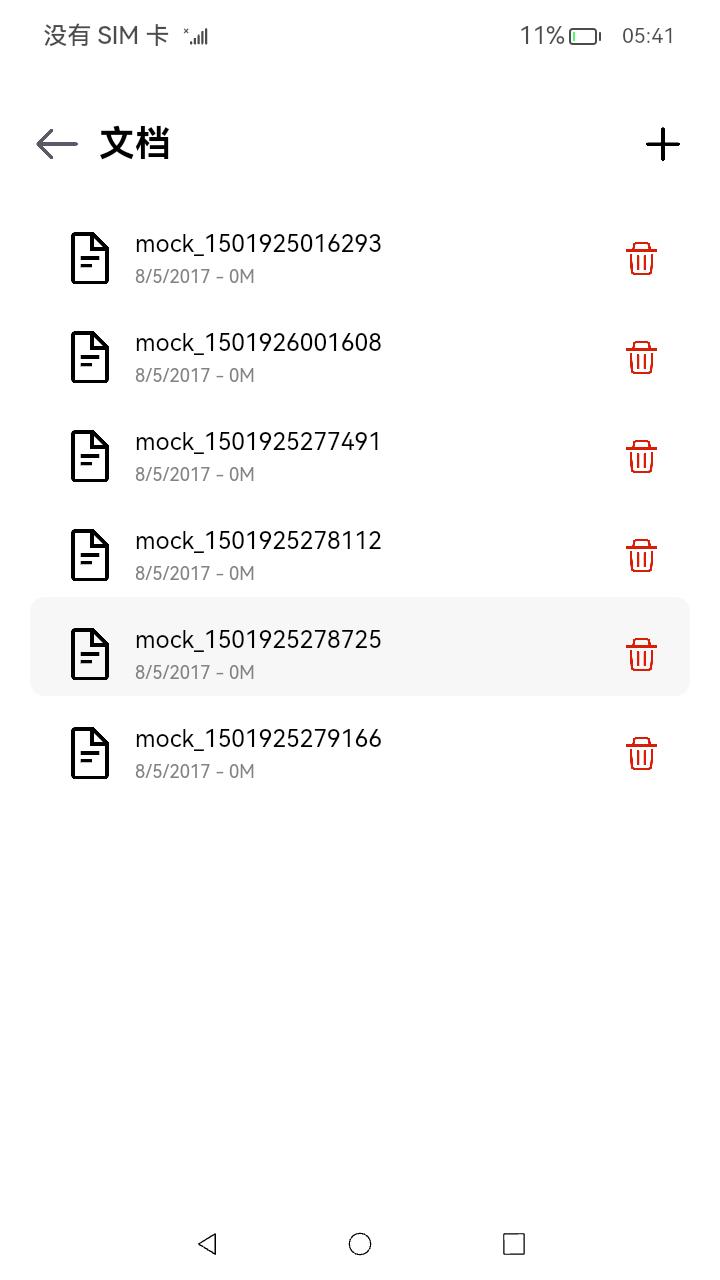 没有 SIM 卡 11% 05:41
文档
mock_1501925016293
8/5/2017 - 0M
mock_1501926001608
8/5/2017 - 0M
mock_1501925277491
8/5/2017 - 0M
mock_1501925278112
8/5/2017 - 0M
mock_1501925278725
8/5/2017 - 0M
mock_1501925279166
8/5/2017 - 0M